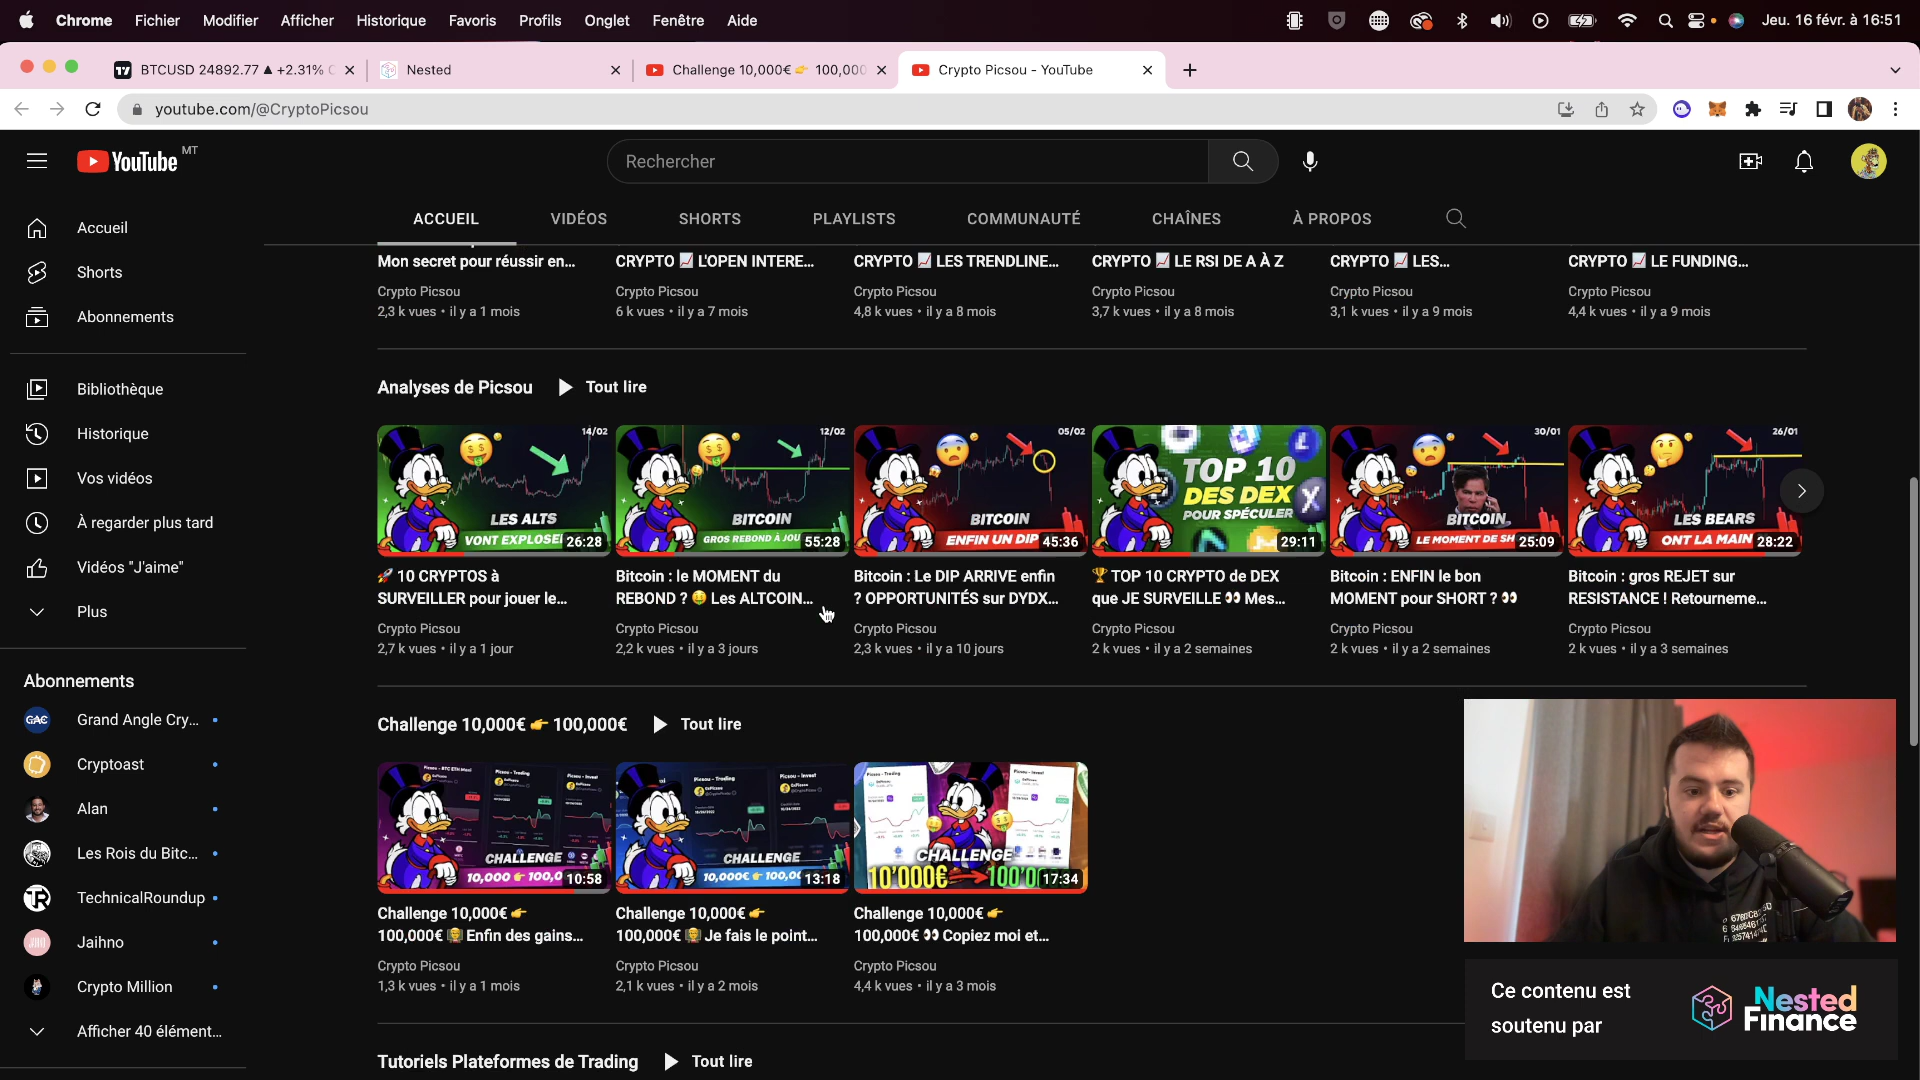 Chrome Fichier Modifier Afficher Historique Favoris Profils Onglet Fenêtre Aide Jeu. 16 févr. à 16:51
BTCUSD 24892.77 ▲ +2.31% Nested Challenge 10,000€ 👉 100,000 Crypto Picsou - YouTube
youtube.com/@CryptoPicsou
YouTube MT Rechercher
ACCUEIL VIDÉOS SHORTS PLAYLISTS COMMUNAUTÉ CHAÎNES À PROPOS
Accueil
Shorts
Abonnements
Bibliothèque
Historique
Vos vidéos
À regarder plus tard
Vidéos "J'aime"
Plus
Abonnements
Grand Angle Cry...
Cryptoast
Alan
Les Rois du Bitc...
TechnicalRoundup
Jaihno
Crypto Million
Afficher 40 élément...
Mon secret pour réussir en...
Crypto Picsou
2,3 k vues • il y a 1 mois
CRYPTO 📈 L'OPEN INTERE...
Crypto Picsou
6 k vues • il y a 7 mois
CRYPTO 📈 LES TRENDLINE...
Crypto Picsou
4,8 k vues • il y a 8 mois
CRYPTO 📈 LE RSI DE A À Z
Crypto Picsou
3,7 k vues • il y a 8 mois
CRYPTO 📈 LES...
Crypto Picsou
3,1 k vues • il y a 9 mois
CRYPTO 📈 LE FUNDING...
Crypto Picsou
4,4 k vues • il y a 9 mois
Analyses de Picsou Tout lire
14/02
LES ALTS
VONT EXPLOSE
26:28
🚀 10 CRYPTOS à
SURVEILLER pour jouer le...
Crypto Picsou
2,7 k vues • il y a 1 jour
12/02
BITCOIN
GROS REBOND À JOU
55:28
Bitcoin : le MOMENT du
REBOND ? 🤑 Les ALTCOIN...
Crypto Picsou
2,2 k vues • il y a 3 jours
05/02
BITCOIN
ENFIN UN DIP
45:36
Bitcoin : Le DIP ARRIVE enfin
? OPPORTUNITÉS sur DYDX...
Crypto Picsou
2,3 k vues • il y a 10 jours
TOP 10
DES DEX
POUR SPÉCULER
29:11
🏆 TOP 10 CRYPTO de DEX
que JE SURVEILLE 👀 Mes...
Crypto Picsou
2 k vues • il y a 2 semaines
30/01
BITCOIN
LE MOMENT DE SH
25:09
Bitcoin : ENFIN le bon
MOMENT pour SHORT ? 👀
Crypto Picsou
2 k vues • il y a 2 semaines
26/01
LES BEARS
ONT LA MAIN
28:22
Bitcoin : gros REJET sur
RESISTANCE ! Retourneme...
Crypto Picsou
2 k vues • il y a 3 semaines
Challenge 10,000€ 👉 100,000€ Tout lire
Picsou - BTC ETH Maxi
Picsou - Trading
Picsou - Invest
CHALLENGE
10,000€ 👉 100,0
10:58
Challenge 10,000€ 👉
100,000€ 👨‍🌾 Enfin des gains...
Crypto Picsou
1,3 k vues • il y a 1 mois
Picsou - Trading
Picsou - Invest
CHALLENGE
10,000€ 👉 100,0
13:18
Challenge 10,000€ 👉
100,000€ 👨‍🌾 Je fais le point...
Crypto Picsou
2,1 k vues • il y a 2 mois
Picsou - Trading
Picsou - Invest
CHALLENGE
10'000€ 100'0
17:34
Challenge 10,000€ 👉
100,000€ 👀 Copiez moi et...
Crypto Picsou
4,4 k vues • il y a 3 mois
Tutoriels Plateformes de Trading Tout lire
Ce contenu est
soutenu par
Nested
Finance